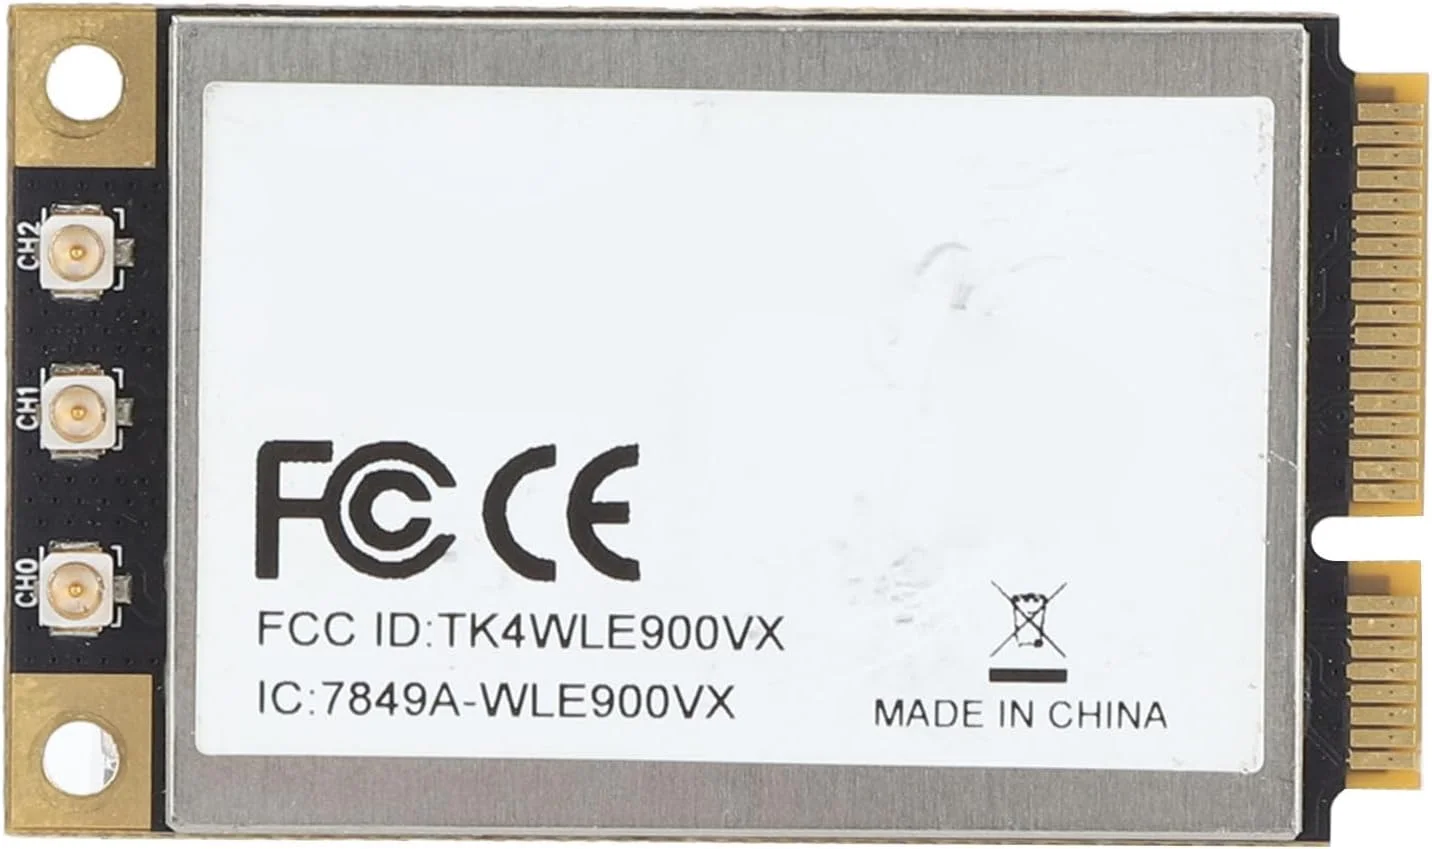 CH2
CH1
CH0
FC CE
FCC ID:TK4WLE900VX
IC:7849A-WLE900VX
MADE IN CHINA